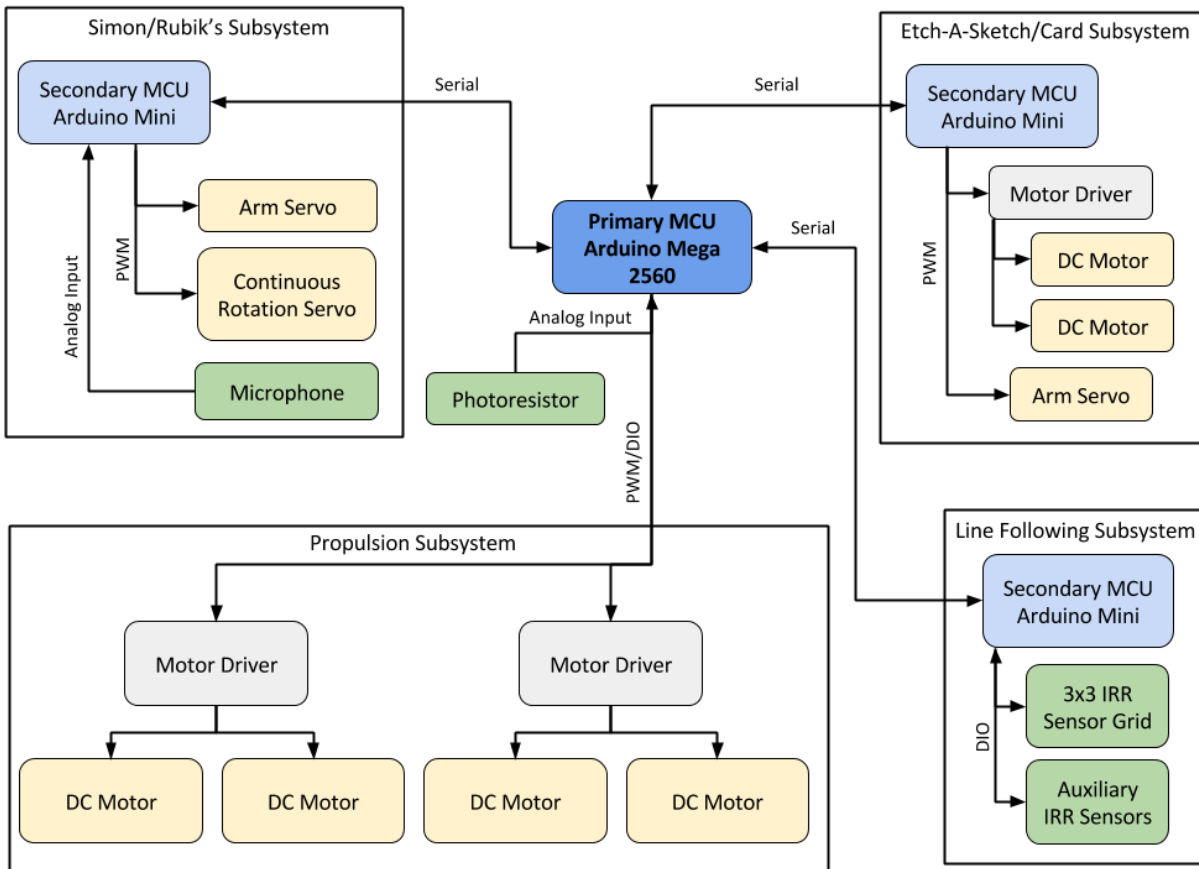 Simon/Rubik's Subsystem
Secondary MCU
Arduino Mini
Arm Servo
Continuous
Rotation Servo
Microphone
PWM
Analog Input
Serial
Serial
Etch-A-Sketch/Card Subsystem
Secondary MCU
Arduino Mini
Motor Driver
DC Motor
DC Motor
Arm Servo
PWM
Primary MCU
Arduino Mega
2560
Serial
Analog Input
Photoresistor
PWM/DIO
Propulsion Subsystem
Motor Driver
Motor Driver
DC Motor
DC Motor
DC Motor
DC Motor
Line Following Subsystem
Secondary MCU
Arduino Mini
3x3 IRR
Sensor Grid
DIO
Auxiliary
IRR Sensors